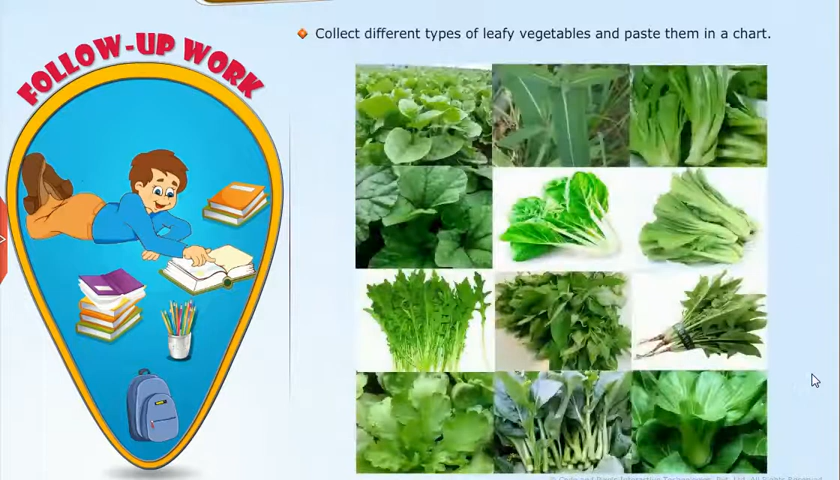 FOLLOW-UP WORK
Collect different types of leafy vegetables and paste them in a chart.